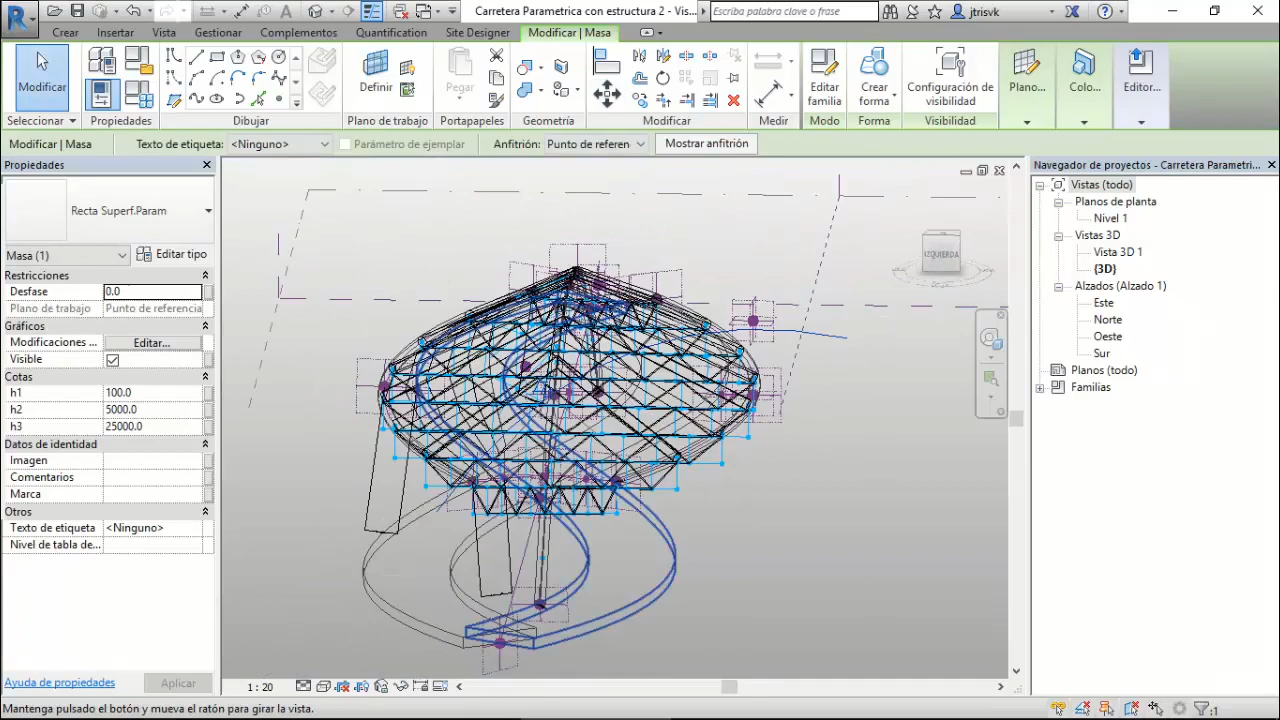 Carretera Parametrica con estructura 2 - Vis...
Escriba palabra clave o frase
jtrisvk
Crear
Insertar
Vista
Gestionar
Complementos
Quantification
Site Designer
Modificar | Masa
Modificar
Pegar
Definir
Editar
familia
Crear
forma
Configuración de
visibilidad
Plano...
Colo...
Editor...
Seleccionar
Propiedades
Dibujar
Plano de trabajo
Portapapeles
Geometría
Modificar
Medir
Modo
Forma
Visibilidad
Modificar | Masa
Texto de etiqueta:
<Ninguno>
Parámetro de ejemplar
Anfitrión:
Punto de referen
Mostrar anfitrión
Propiedades
Recta Superf.Param
Masa (1)
Editar tipo
Restricciones
Desfase
0.0
Plano de trabajo
Punto de referencia
Gráficos
Modificaciones ...
Editar...
Visible
Cotas
h1
100.0
h2
5000.0
h3
25000.0
Datos de identidad
Imagen
Comentarios
Marca
Otros
Texto de etiqueta
<Ninguno>
Nivel de tabla de...
Ayuda de propiedades
Aplicar
IZQUIERDA
1 : 20
Navegador de proyectos - Carretera Parametri...
Vistas (todo)
Planos de planta
Nivel 1
Vistas 3D
Vista 3D 1
{3D}
Alzados (Alzado 1)
Este
Norte
Oeste
Sur
Planos (todo)
Familias
Mantenga pulsado el botón y mueva el ratón para girar la vista.
:1